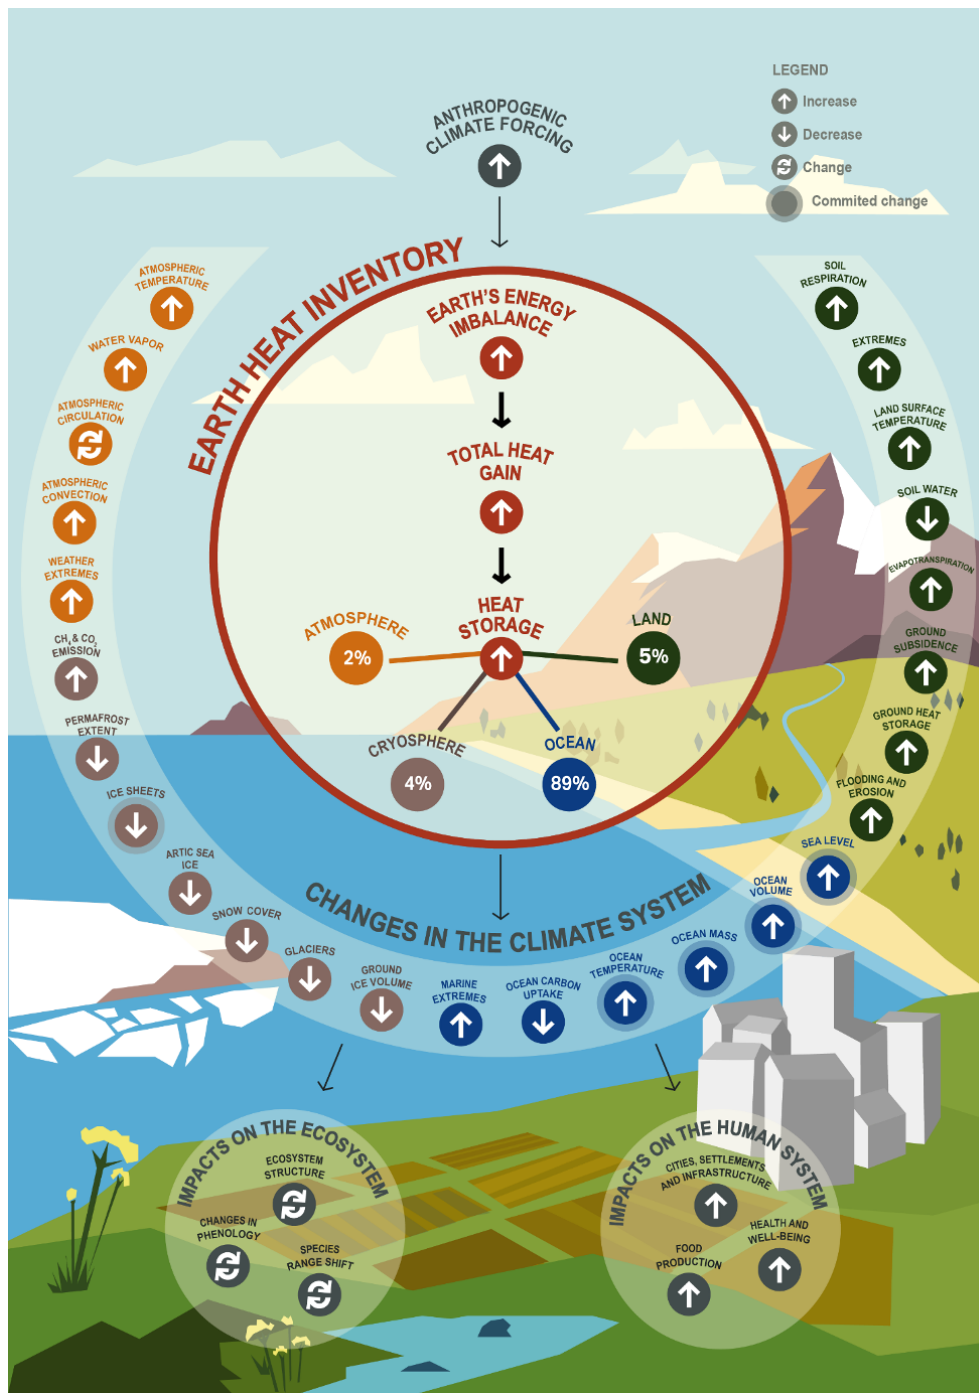 LEGEND
Increase
Decrease
Change
Commited change
ANTHROPOGENIC
CLIMATE FORCING
EARTH HEAT INVENTORY
EARTH'S ENERGY
IMBALANCE
TOTAL HEAT
GAIN
HEAT
STORAGE
ATMOSPHERE
2%
LAND
5%
CRYOSPHERE
4%
OCEAN
89%
CHANGES IN THE CLIMATE SYSTEM
ATMOSPHERIC
TEMPERATURE
WATER VAPOR
ATMOSPHERIC
CIRCULATION
ATMOSPHERIC
CONVECTION
WEATHER
EXTREMES
CH₄ & CO₂
EMISSION
PERMAFROST
EXTENT
ICE SHEETS
ARTIC SEA
ICE
SNOW COVER
GLACIERS
GROUND
ICE VOLUME
MARINE
EXTREMES
OCEAN CARBON
UPTAKE
OCEAN
TEMPERATURE
OCEAN MASS
OCEAN
VOLUME
SEA LEVEL
FLOODING AND
EROSION
GROUND HEAT
STORAGE
GROUND
SUBSIDENCE
EVAPOTRANSPIRATION
SOIL WATER
LAND SURFACE
TEMPERATURE
EXTREMES
SOIL
RESPIRATION
IMPACTS ON THE ECOSYSTEM
ECOSYSTEM
STRUCTURE
CHANGES IN
PHENOLOGY
SPECIES
RANGE SHIFT
IMPACTS ON THE HUMAN SYSTEM
CITIES, SETTLEMENTS
AND INFRASTRUCTURE
HEALTH AND
WELL-BEING
FOOD
PRODUCTION